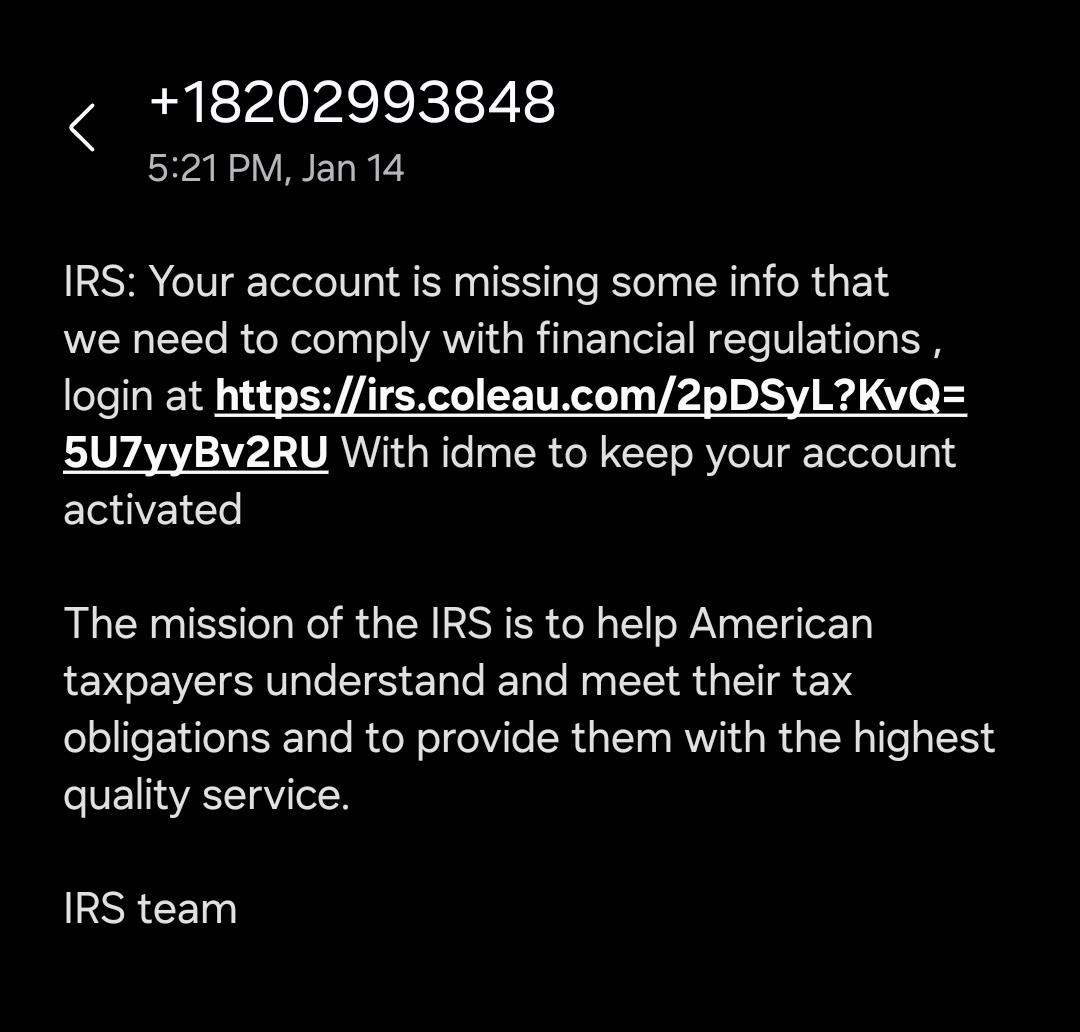 +18202993848
5:21 PM, Jan 14
IRS: Your account is missing some info that
we need to comply with financial regulations ,
login at https://irs.coleau.com/2pDSyL?KvQ=
5U7yyBv2RU With idme to keep your account
activated
The mission of the IRS is to help American
taxpayers understand and meet their tax
obligations and to provide them with the highest
quality service.
IRS team